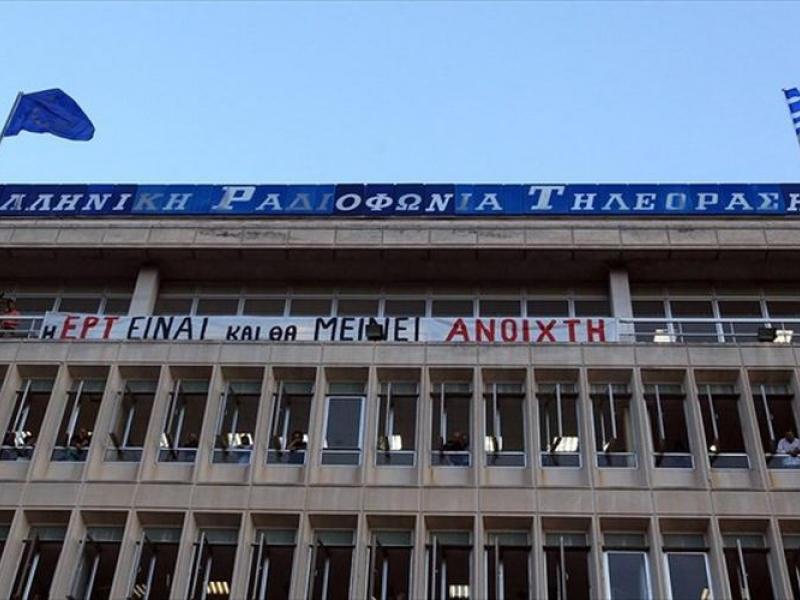 ΛΛΗΝΙΚΗ ΡΑΔΙΟΦΩΝΙΑ ΤΗΛΕΟΡΑΣΗ
Η ΕΡΤ ΕΙΝΑΙ ΚΑΙ ΘΑ ΜΕΙΝΕΙ ΑΝΟΙΧΤΗ